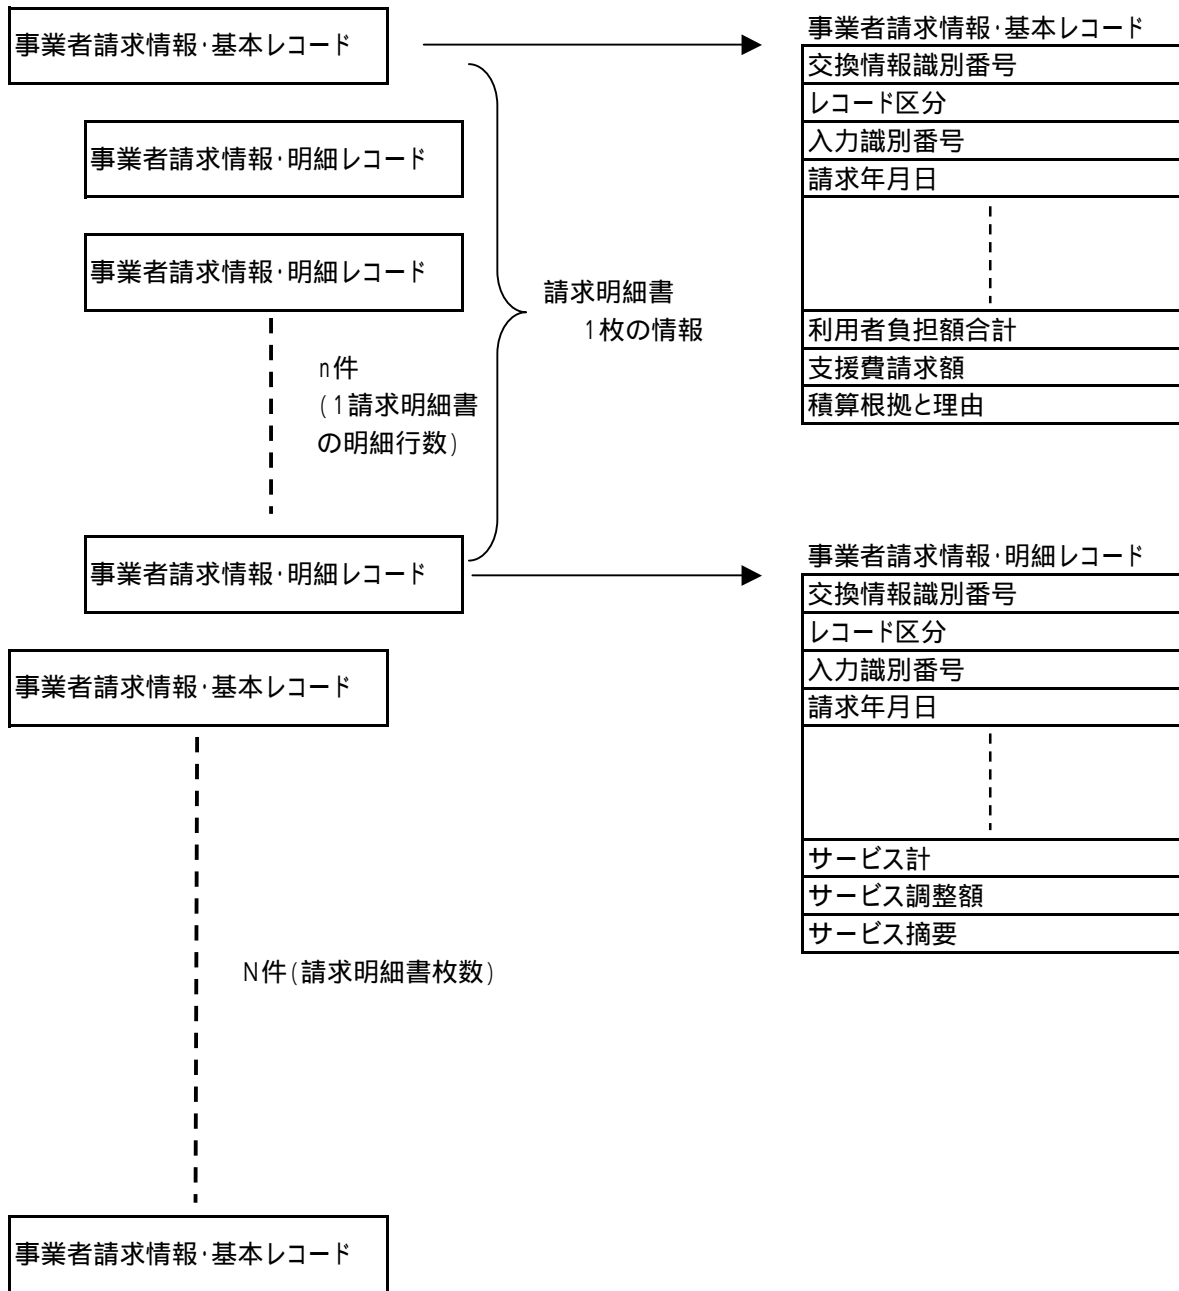 事業者請求情報・基本レコード
事業者請求情報・明細レコード
事業者請求情報・明細レコード
n件
(1請求明細書
の明細行数)
請求明細書
1枚の情報
事業者請求情報・明細レコード
事業者請求情報・基本レコード
N件(請求明細書枚数)
事業者請求情報・基本レコード
事業者請求情報・基本レコード
交換情報識別番号
レコード区分
入力識別番号
請求年月日
利用者負担額合計
支援費請求額
積算根拠と理由
事業者請求情報・明細レコード
交換情報識別番号
レコード区分
入力識別番号
請求年月日
サービス計
サービス調整額
サービス摘要